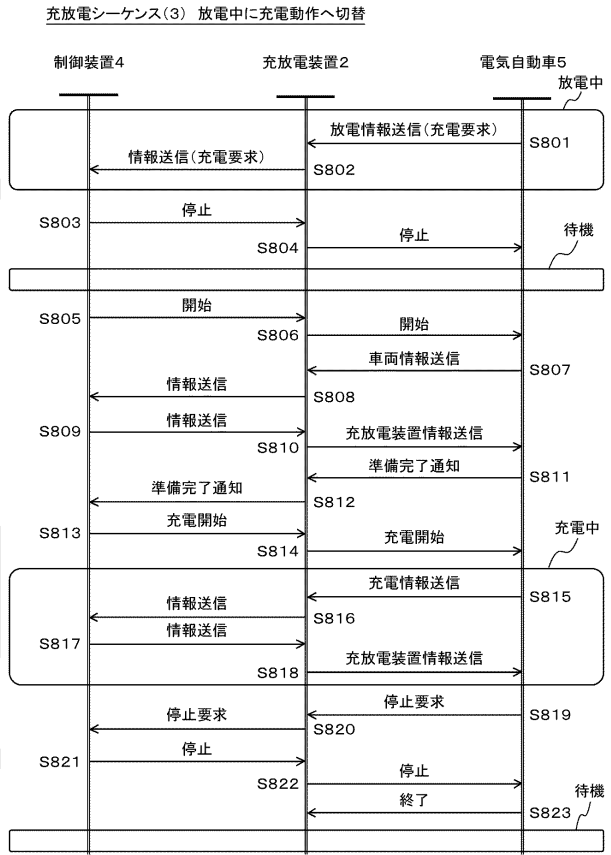 充放電シーケンス(3) 放電中に充電動作へ切替
制御装置4 充放電装置2 電気自動車5
放電中
放電情報送信(充電要求) S801
情報送信(充電要求) S802
S803 停止
S804 停止
待機
S805 開始
S806 開始
車両情報送信 S807
情報送信 S808
S809 情報送信
S810 充放電装置情報送信
準備完了通知 S811
準備完了通知 S812
S813 充電開始
S814 充電開始
充電中
充電情報送信 S815
情報送信 S816
S817 情報送信
S818 充放電装置情報送信
停止要求 S819
停止要求 S820
S821 停止
S822 停止
終了 S823
待機